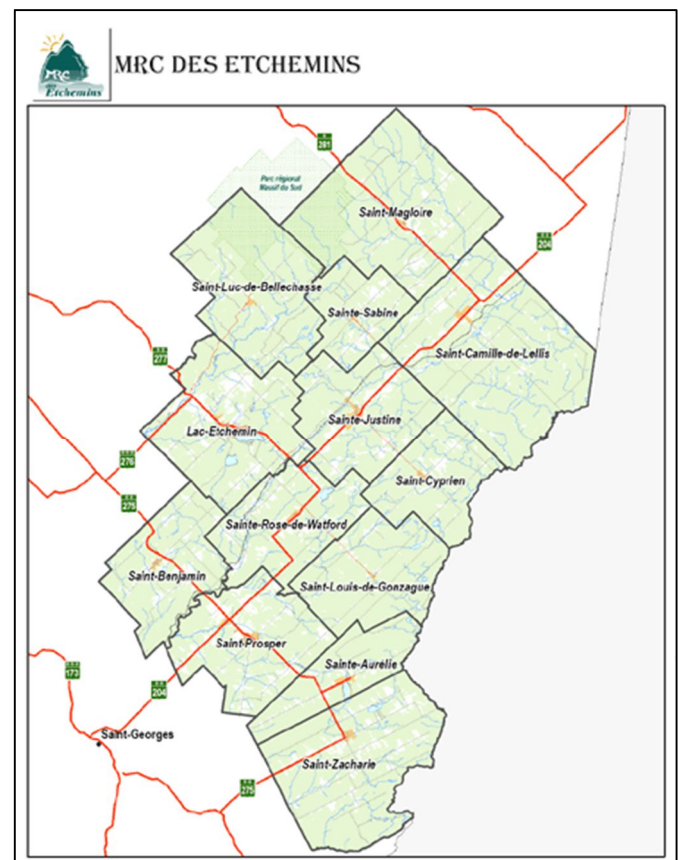 MRC
des
Etchemins
MRC DES ETCHEMINS
281
Parc régional
Massif du Sud
Saint-Magloire
204
Saint-Luc-de-Bellechasse
Sainte-Sabine
277
Saint-Camille-de-Lellis
Lac-Etchemin
Sainte-Justine
276
Saint-Cyprien
275
Sainte-Rose-de-Watford
Saint-Benjamin
Saint-Louis-de-Gonzague
Saint-Prosper
Sainte-Aurélie
173
204
Saint-Georges
Saint-Zacharie
275